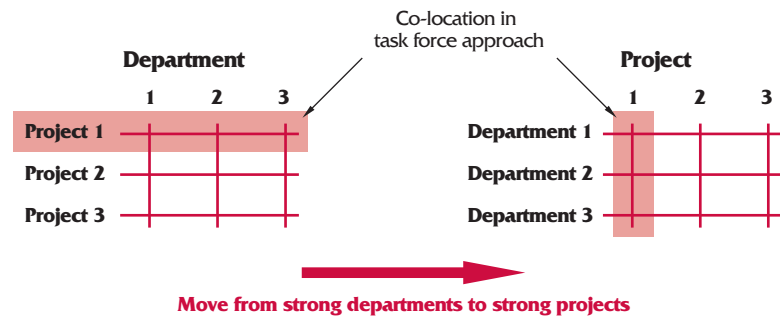 Co-location in
task force approach
Department
1 2 3
Project 1
Project 2
Project 3
Project
1 2 3
Department 1
Department 2
Department 3
Move from strong departments to strong projects